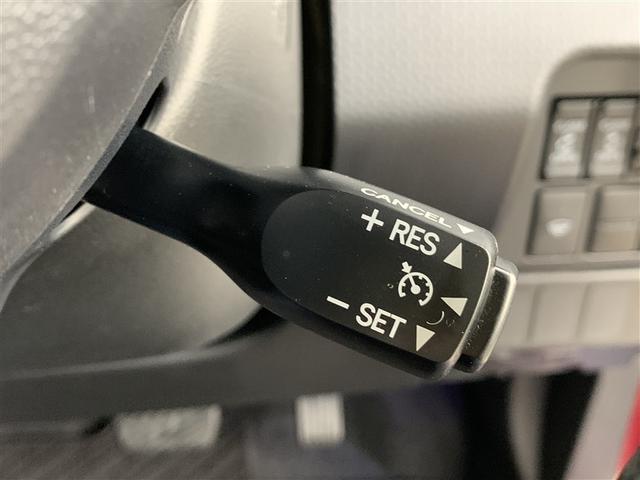 CANCEL ▼
+ RES ▲
− SET ▼